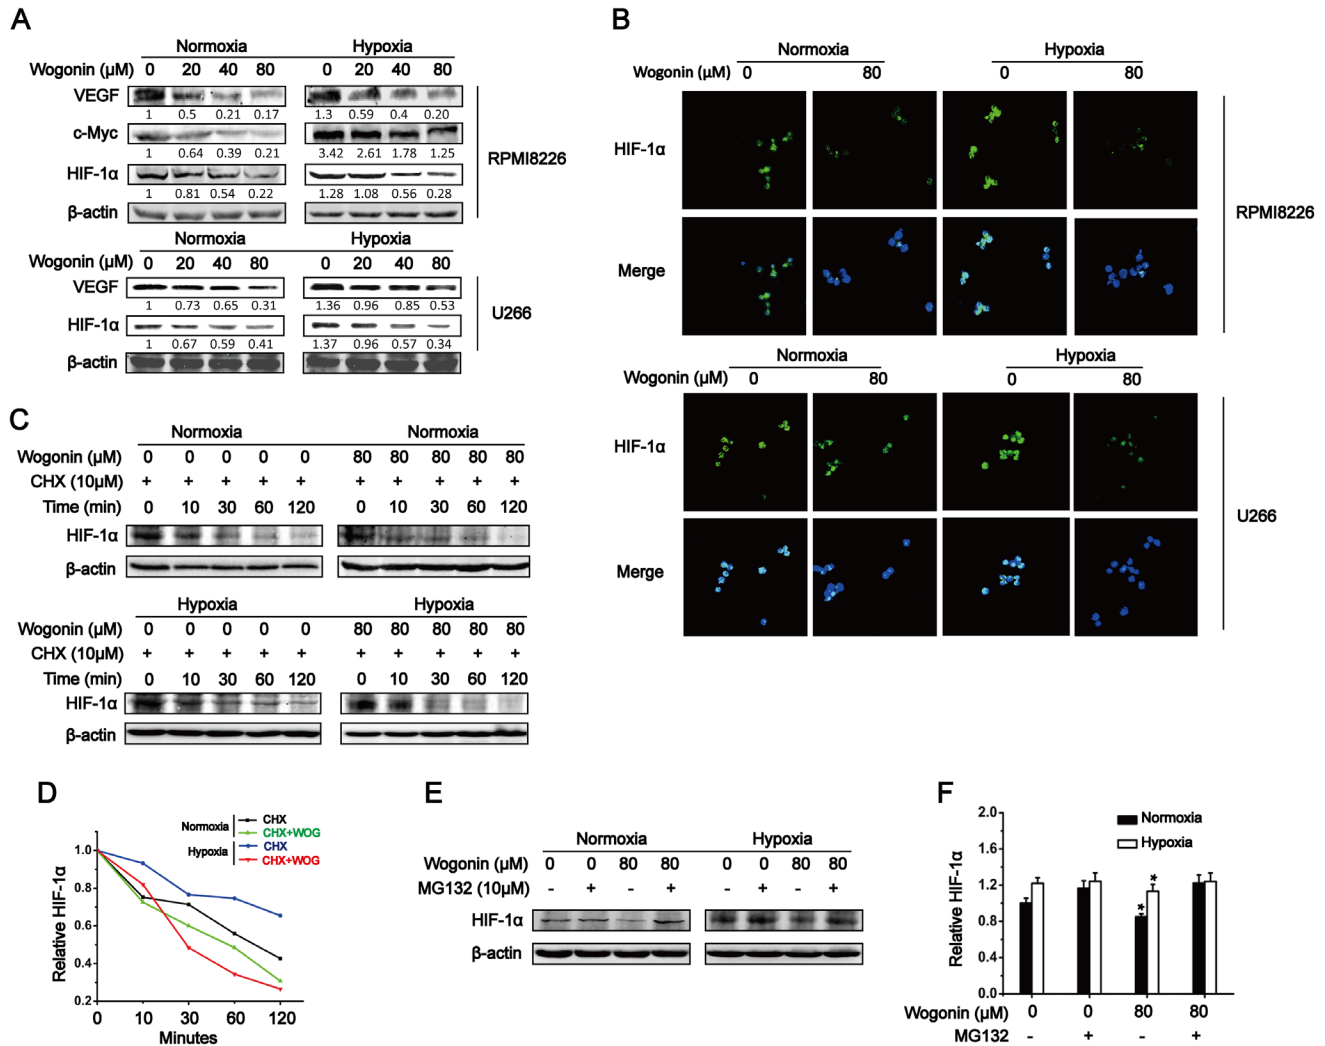 A
Normoxia Hypoxia
Wogonin (μM) 0 20 40 80 0 20 40 80
VEGF
1 0.5 0.21 0.17 1.3 0.59 0.4 0.20
c-Myc
1 0.64 0.39 0.21 3.42 2.61 1.78 1.25
RPMI8226
HIF-1α
1 0.81 0.54 0.22 1.28 1.08 0.56 0.28
β-actin
Normoxia Hypoxia
Wogonin (μM) 0 20 40 80 0 20 40 80
VEGF
1 0.73 0.65 0.31 1.36 0.96 0.85 0.53
U266
HIF-1α
1 0.67 0.59 0.41 1.37 0.96 0.57 0.34
β-actin
B
Normoxia Hypoxia
Wogonin (μM) 0 80 0 80
HIF-1α
RPMI8226
Merge
Normoxia Hypoxia
Wogonin (μM) 0 80 0 80
HIF-1α
U266
Merge
C
Normoxia Normoxia
Wogonin (μM) 0 0 0 0 0 80 80 80 80 80
CHX (10μM) + + + + + + + + + +
Time (min) 0 10 30 60 120 0 10 30 60 120
HIF-1α
β-actin
Hypoxia Hypoxia
Wogonin (μM) 0 0 0 0 0 80 80 80 80 80
CHX (10μM) + + + + + + + + + +
Time (min) 0 10 30 60 120 0 10 30 60 120
HIF-1α
β-actin
D
Normoxia CHX
CHX+WOG
Hypoxia CHX
CHX+WOG
Relative HIF-1α
1.0
0.8
0.6
0.4
0.2
0 10 30 60 120
Minutes
E
Normoxia Hypoxia
Wogonin (μM) 0 0 80 80 0 0 80 80
MG132 (10μM) - + - + - + - +
HIF-1α
β-actin
F
Normoxia
Hypoxia
Relative HIF-1α
2.0
1.6
1.2
0.8
0.4
0.0
* *
Wogonin (μM) 0 0 80 80
MG132 - + - +